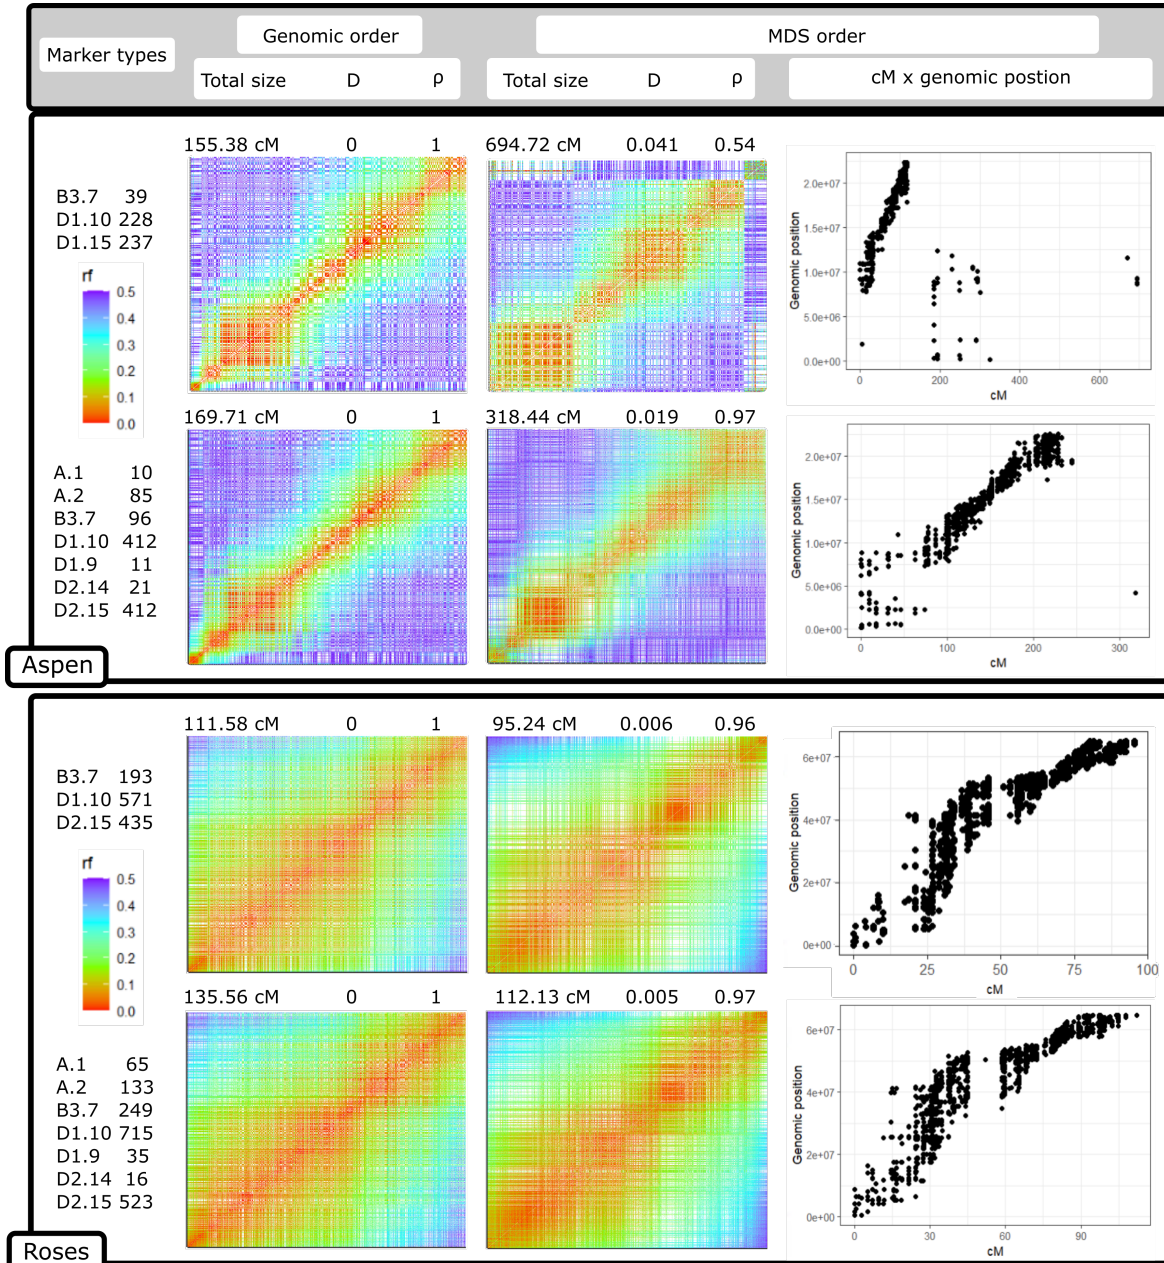 Marker types
Genomic order
MDS order
Total size D ρ
Total size D ρ
cM x genomic postion
155.38 cM 0 1
694.72 cM 0.041 0.54
B3.7 39
D1.10 228
D1.15 237
rf
0.5
0.4
0.3
0.2
0.1
0.0
Genomic position
2.0e+07
1.5e+07
1.0e+07
5.0e+06
0.0e+00
0 200 400 600
cM
169.71 cM 0 1
318.44 cM 0.019 0.97
A.1 10
A.2 85
B3.7 96
D1.10 412
D1.9 11
D2.14 21
D2.15 412
Genomic position
2.0e+07
1.5e+07
1.0e+07
5.0e+06
0.0e+00
0 100 200 300
cM
Aspen
111.58 cM 0 1
95.24 cM 0.006 0.96
B3.7 193
D1.10 571
D2.15 435
rf
0.5
0.4
0.3
0.2
0.1
0.0
Genomic position
6e+07
4e+07
2e+07
0e+00
0 25 50 75 100
cM
135.56 cM 0 1
112.13 cM 0.005 0.97
A.1 65
A.2 133
B3.7 249
D1.10 715
D1.9 35
D2.14 16
D2.15 523
Genomic position
6e+07
4e+07
2e+07
0e+00
0 30 60 90
cM
Roses